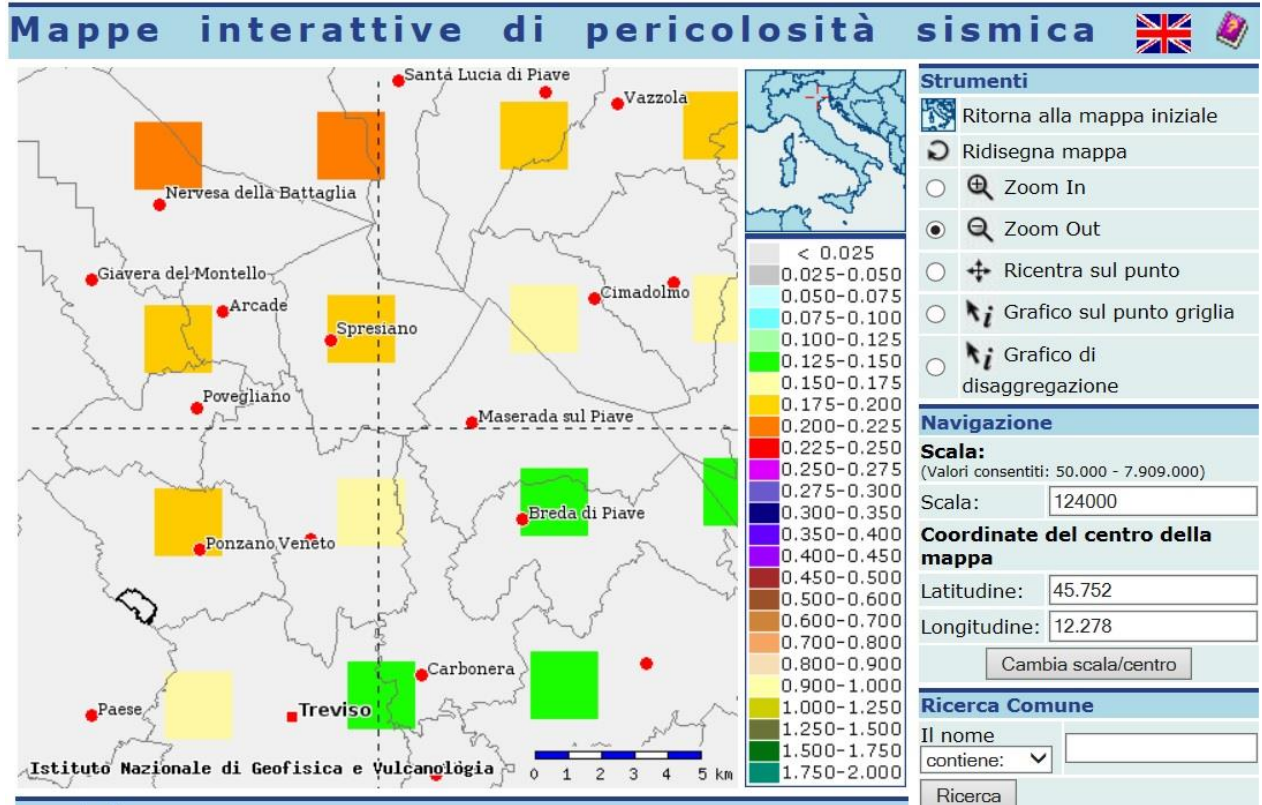 Mappe interattive di pericolosità sismica
Santa Lucia di Piave
Vazzola
Nervesa della Battaglia
Giavera del Montello
Arcade
Cimadolmo
Spresiano
Povegliano
Maserada sul Piave
Breda di Piave
Ponzano Veneto
Carbonera
Paese
Treviso
Istituto Nazionale di Geofisica e Vulcanologia
0 1 2 3 4 5 km
< 0.025
0.025-0.050
0.050-0.075
0.075-0.100
0.100-0.125
0.125-0.150
0.150-0.175
0.175-0.200
0.200-0.225
0.225-0.250
0.250-0.275
0.275-0.300
0.300-0.350
0.350-0.400
0.400-0.450
0.450-0.500
0.500-0.600
0.600-0.700
0.700-0.800
0.800-0.900
0.900-1.000
1.000-1.250
1.250-1.500
1.500-1.750
1.750-2.000
Strumenti
Ritorna alla mappa iniziale
Ridisegna mappa
Zoom In
Zoom Out
Ricentra sul punto
Grafico sul punto griglia
Grafico di
disaggregazione
Navigazione
Scala:
(Valori consentiti: 50.000 - 7.909.000)
Scala: 124000
Coordinate del centro della
mappa
Latitudine: 45.752
Longitudine: 12.278
Cambia scala/centro
Ricerca Comune
Il nome
contiene:
Ricerca